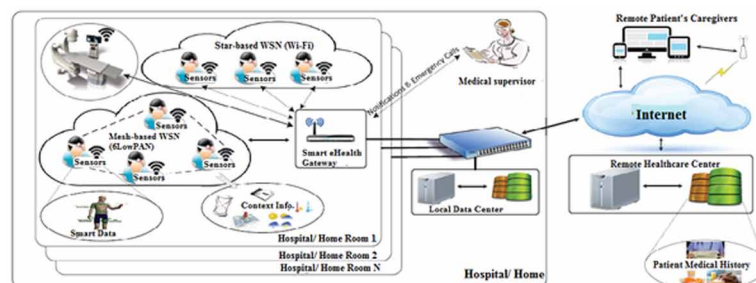 Star-based WSN (Wi-Fi)
Sensors
Sensors
Sensors
Notifications & Emergency Calls
Medical supervisor
Remote Patient's Caregivers
Mesh-based WSN
(6LowPAN)
Sensors
Sensors
Sensors
Sensors
Smart eHealth
Gateway
Internet
Remote Healthcare Center
Smart Data
Context Info.
Local Data Center
Hospital/ Home Room 1
Hospital/ Home Room 2
Hospital/ Home Room N
Hospital/ Home
Patient Medical History